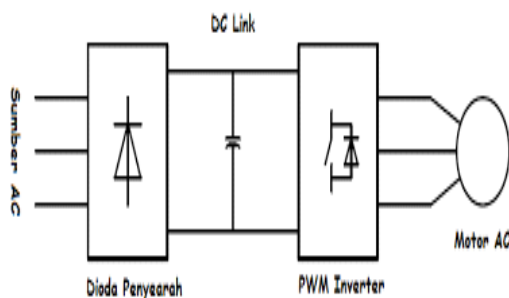 DC Link
Sumber AC
Motor AC
Dioda Penyearah
PWM Inverter